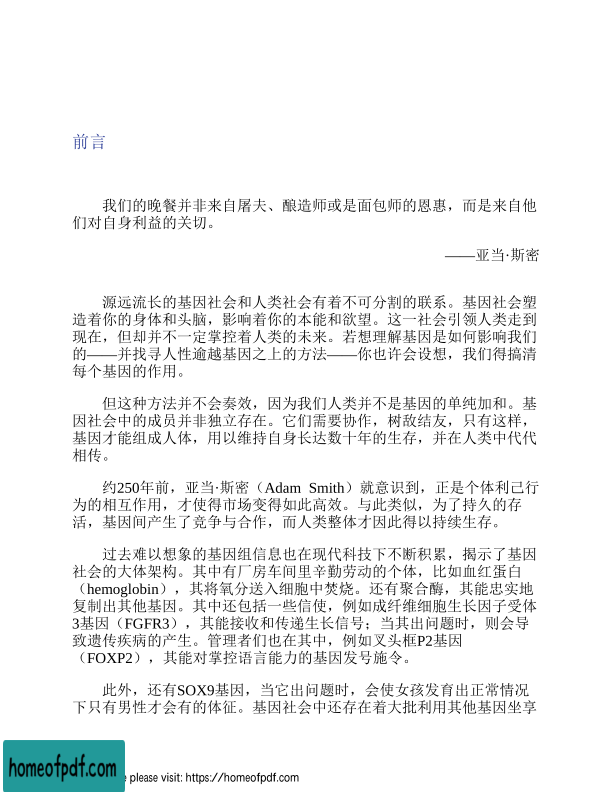 前言
我们的晚餐并非来自屠夫、酿造师或是面包师的恩惠，而是来自他
们对自身利益的关切。
——亚当·斯密
源远流长的基因社会和人类社会有着不可分割的联系。基因社会塑
造着你的身体和头脑，影响着你的本能和欲望。这一社会引领人类走到
现在，但却并不一定掌控着人类的未来。若想理解基因是如何影响我们
的——并找寻人性逾越基因之上的方法——你也许会设想，我们得搞清
每个基因的作用。
但这种方法并不会奏效，因为我们人类并不是基因的单纯加和。基
因社会中的成员并非独立存在。它们需要协作，树敌结友，只有这样，
基因才能组成人体，用以维持自身长达数十年的生存，并在人类中代代
相传。
约250年前，亚当·斯密（Adam Smith）就意识到，正是个体利己行
为的相互作用，才使得市场变得如此高效。与此类似，为了持久的存
活，基因间产生了竞争与合作，而人类整体才因此得以持续生存。
过去难以想象的基因组信息也在现代科技下不断积累，揭示了基因
社会的大体架构。其中有厂房车间里辛勤劳动的个体，比如血红蛋白
（hemoglobin），其将氧分送入细胞中焚烧。还有聚合酶，其能忠实地
复制出其他基因。其中还包括一些信使，例如成纤维细胞生长因子受体
3基因（FGFR3），其能接收和传递生长信号；当其出问题时，则会导
致遗传疾病的产生。管理者们也在其中，例如叉头框P2基因
（FOXP2），其能对掌控语言能力的基因发号施令。
此外，还有SOX9基因，当它出问题时，会使女孩发育出正常情况
下只有男性才会有的体征。基因社会中还存在着大批利用其他基因坐享
homeofpdf.com
please visit: https://homeofpdf.com